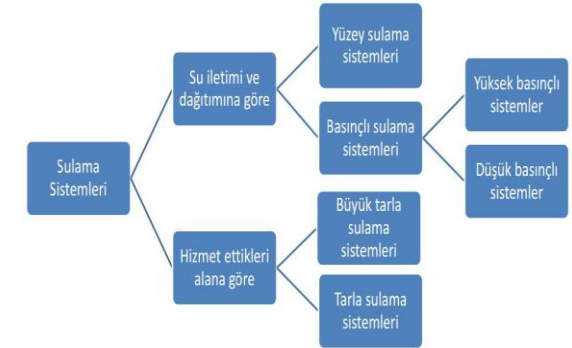 Sulama
Sistemleri
Su iletimi ve
dağıtımına göre
Yüzey sulama
sistemleri
Basınçlı sulama
sistemleri
Yüksek basınçlı
sistemler
Düşük basınçlı
sistemler
Hizmet ettikleri
alana göre
Büyük tarla
sulama
sistemleri
Tarla sulama
sistemleri